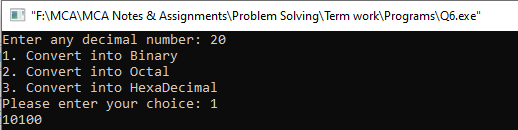 "F:\MCA\MCA Notes & Assignments\Problem Solving\Term work\Programs\Q6.exe"
Enter any decimal number: 20
1. Convert into Binary
2. Convert into Octal
3. Convert into HexaDecimal
Please enter your choice: 1
10100